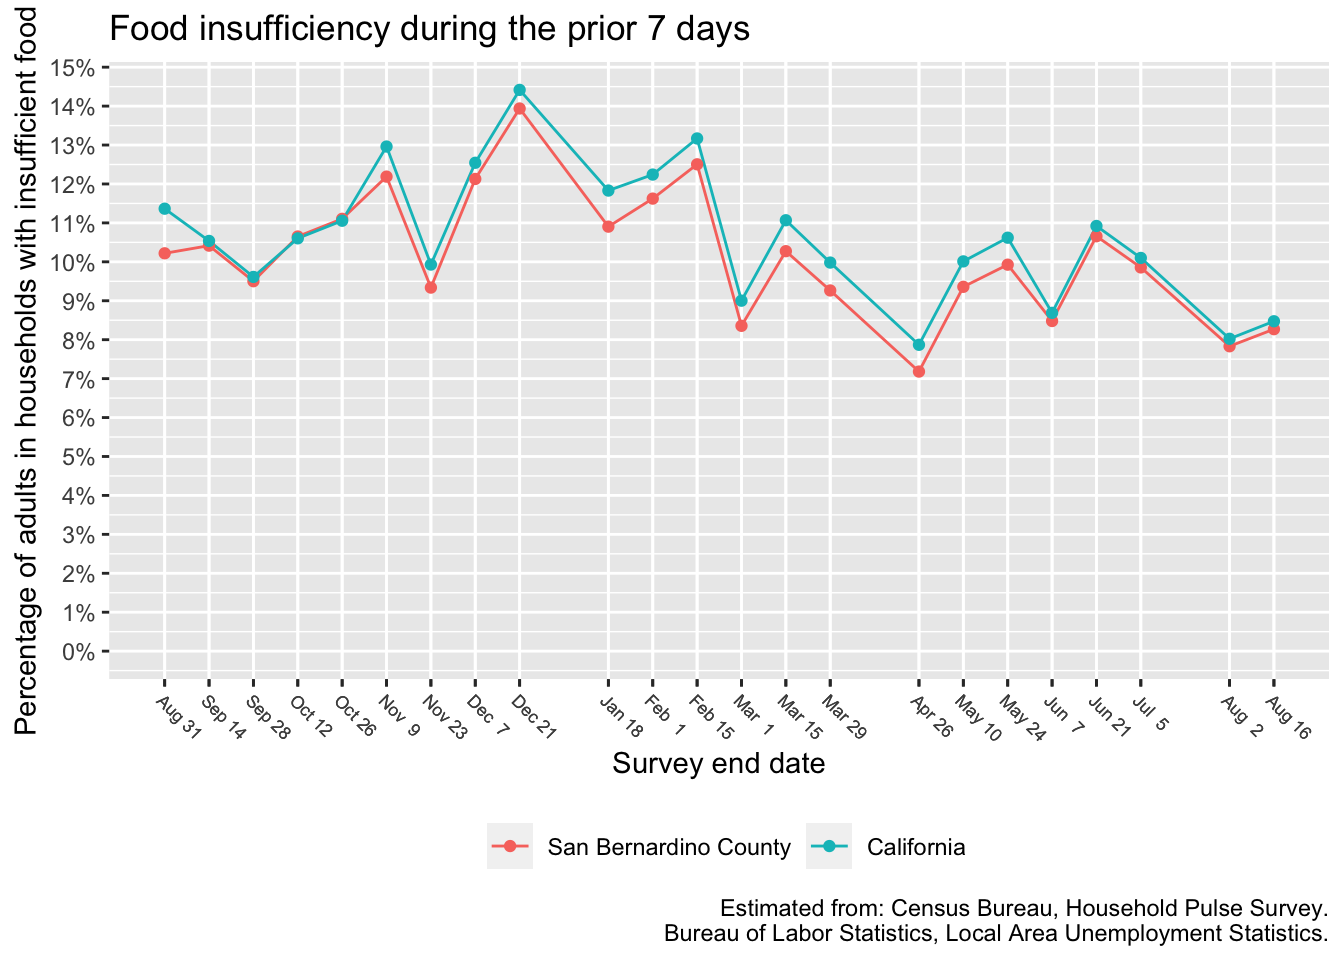 Food insufficiency during the prior 7 days
Percentage of adults in households with insufficient food
15%
14%
13%
12%
11%
10%
9%
8%
7%
6%
5%
4%
3%
2%
1%
0%
Aug 31
Sep 14
Sep 28
Oct 12
Oct 26
Nov 9
Nov 23
Dec 7
Dec 21
Jan 18
Feb 1
Feb 15
Mar 1
Mar 15
Mar 29
Apr 26
May 10
May 24
Jun 7
Jun 21
Jul 5
Aug 2
Aug 16
Survey end date
San Bernardino County
California
Estimated from: Census Bureau, Household Pulse Survey.
Bureau of Labor Statistics, Local Area Unemployment Statistics.